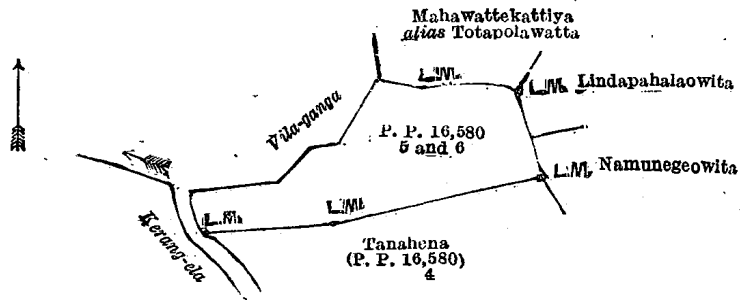 Mahawattekattiya
alias Totapolawatta
L.M.
L.M. Lindapahalaowita
Vila-ganga
P. P. 16,580
5 and 6
L.M. Namunegeowita
L.M.
L.M.
Kerang-ela
Tanahena
(P. P. 16,580)
4